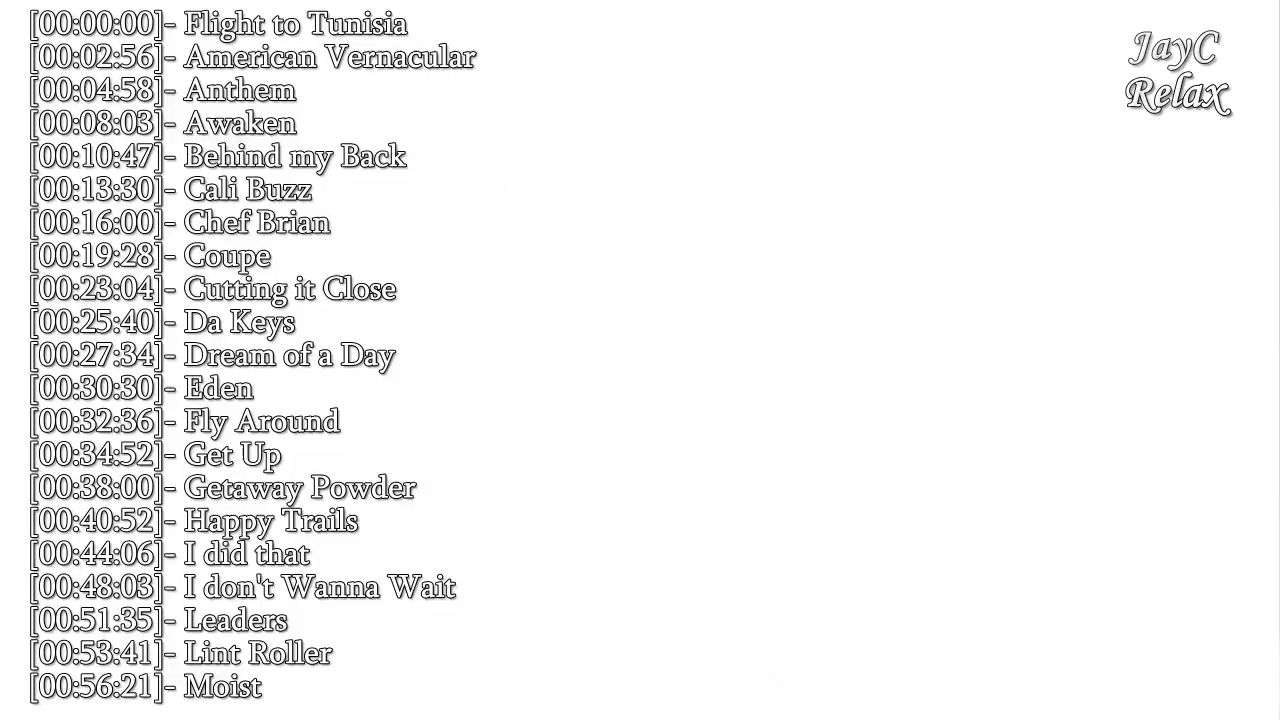 [00:00:00] - Flight to Tunisia
[00:02:56] - American Vernacular
[00:04:58] - Anthem
[00:08:03] - Awaken
[00:10:47] - Behind my Back
[00:13:30] - Cali Buzz
[00:16:00] - Chef Brian
[00:19:28] - Coupe
[00:23:04] - Cutting it Close
[00:25:40] - Da Keys
[00:27:34] - Dream of a Day
[00:30:30] - Eden
[00:32:36] - Fly Around
[00:34:52] - Get Up
[00:38:00] - Getaway Powder
[00:40:52] - Happy Trails
[00:44:06] - I did that
[00:48:03] - I don't Wanna Wait
[00:51:35] - Leaders
[00:53:41] - Lint Roller
[00:56:21] - Moist
JayC
Relax